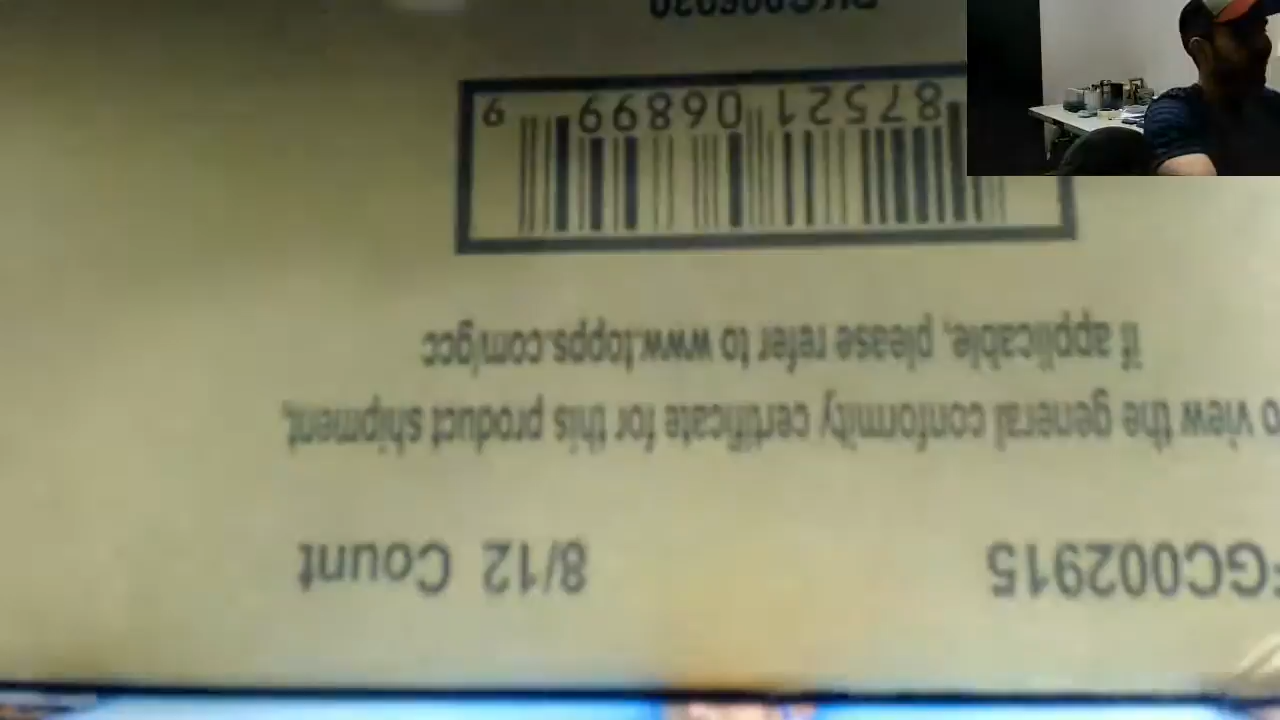 GC002915 8/12 Count
o view the general conformity certificate for this product shipment,
if applicable, please refer to www.topps.com/gcc
87521 06899 9